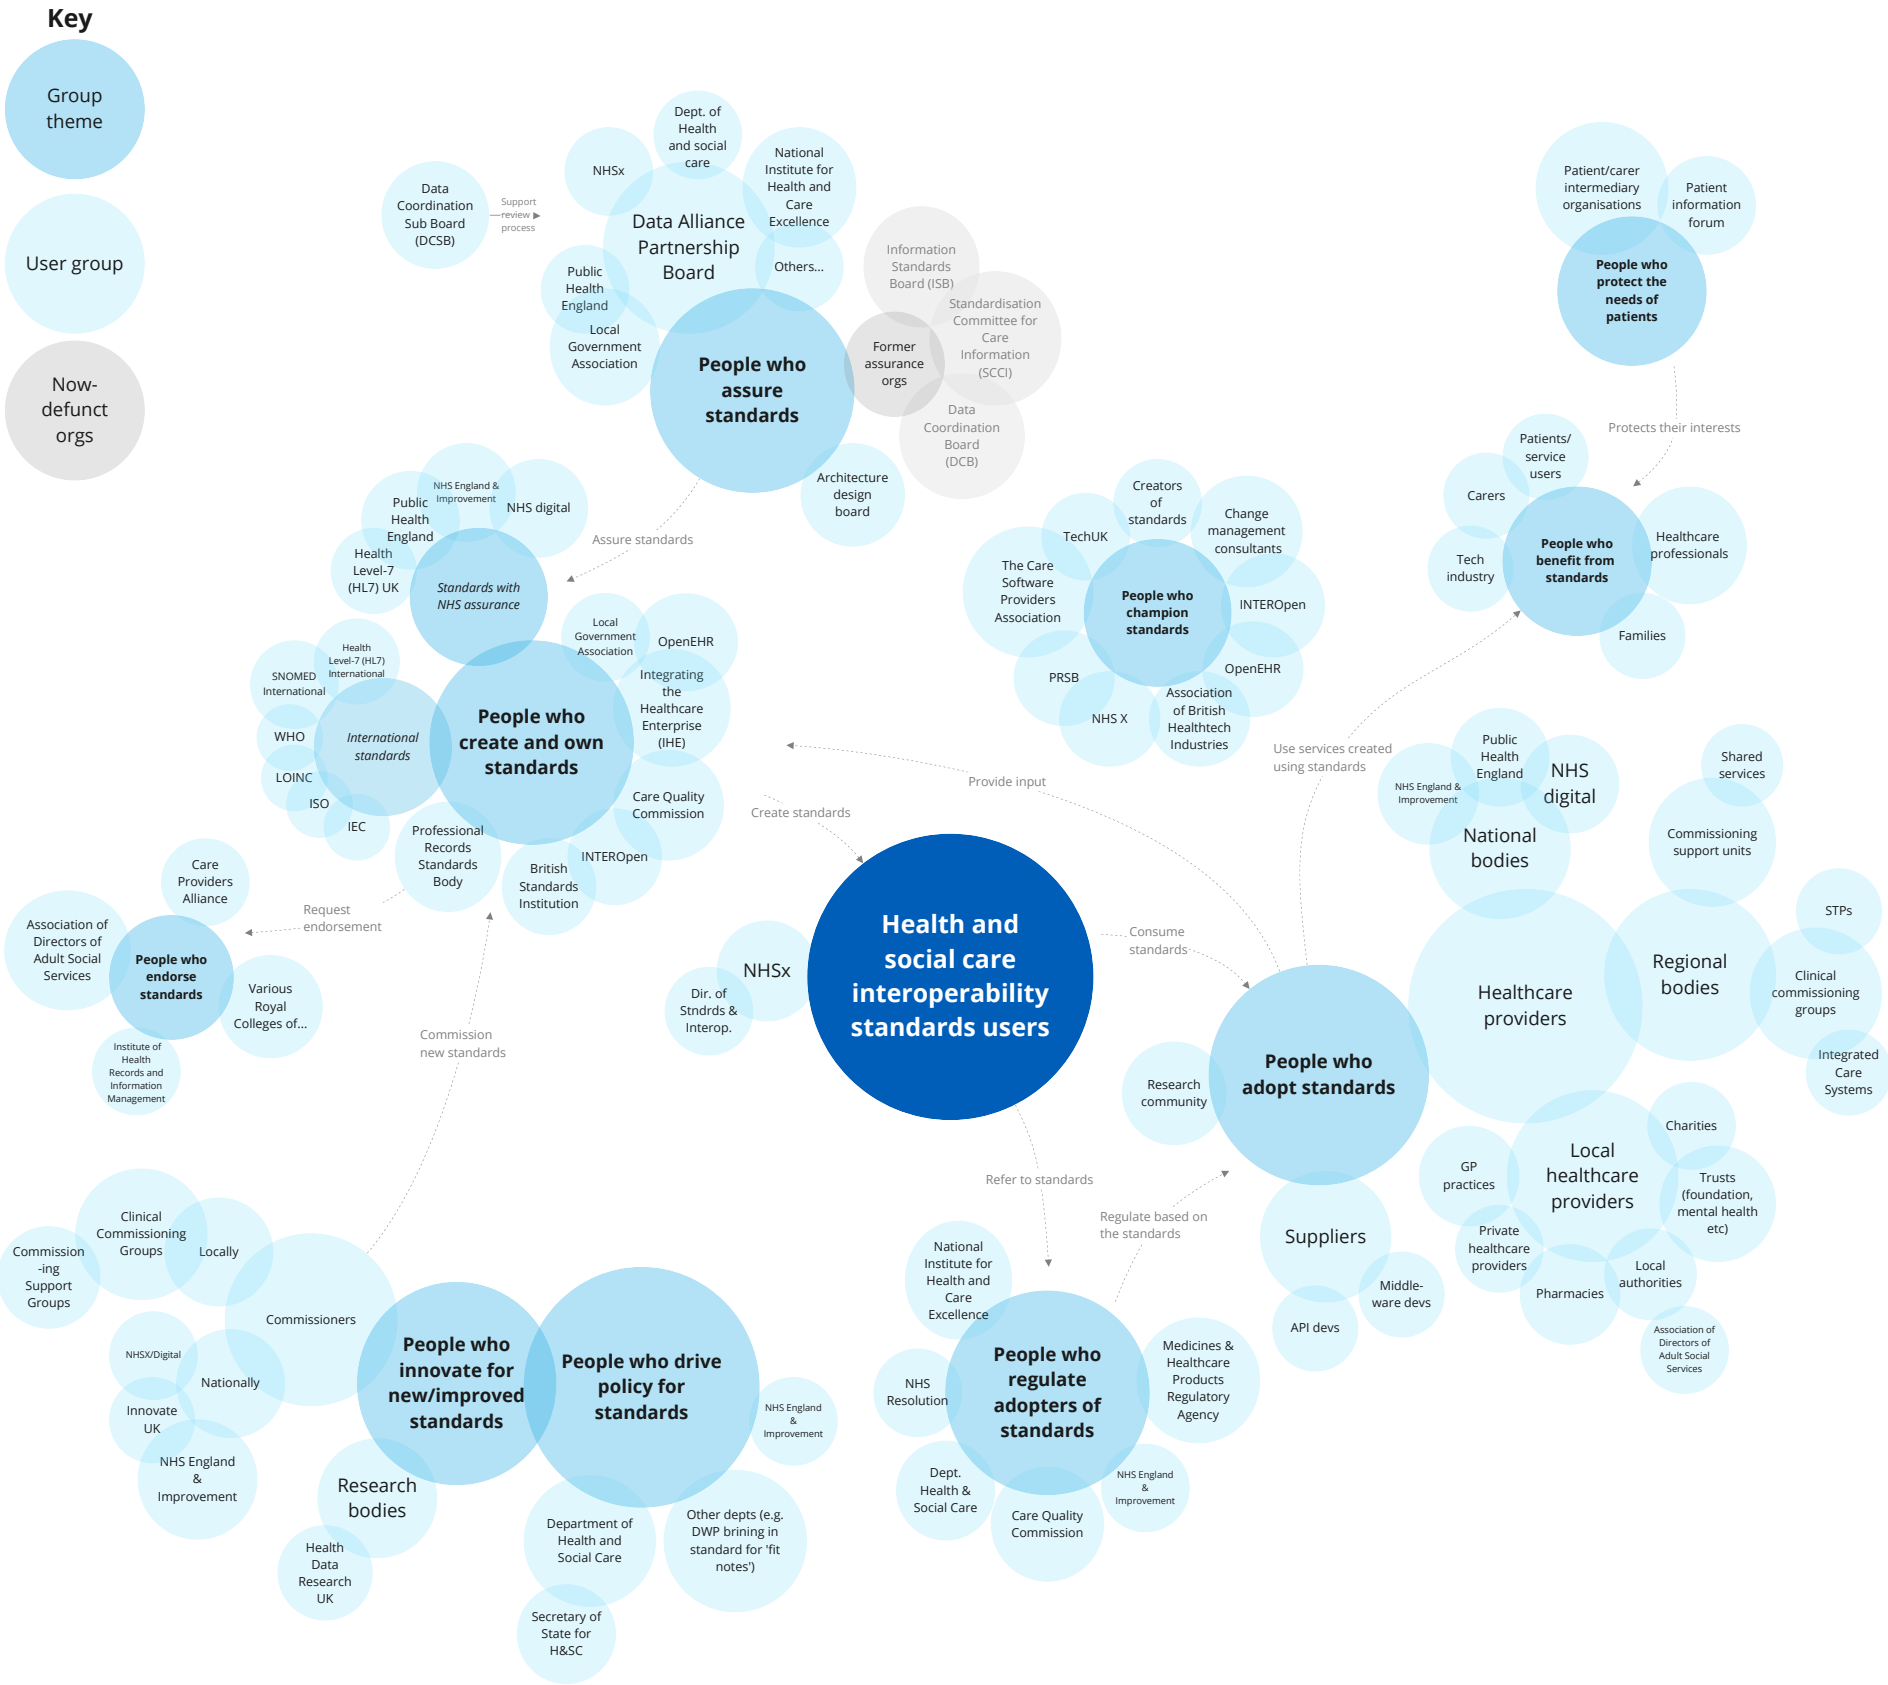 Key
Group
theme
User group
Now-
defunct
orgs
Data
Coordination
Sub Board
(DCSB)
Support
review
process
NHSx
Dept. of
Health
and social
care
National
Institute for
Health and
Care
Excellence
Data Alliance
Partnership
Board
Others...
Public
Health
England
Local
Government
Association
People who
assure
standards
Information
Standards
Board (ISB)
Standardisation
Committee for
Care
Information
(SCCI)
Former
assurance
orgs
Data
Coordination
Board
(DCB)
Architecture
design
board
Assure standards
Patient/carer
intermediary
organisations
Patient
information
forum
People who
protect the
needs of
patients
Protects their interests
Patients/
service
users
Carers
Tech
industry
People who
benefit from
standards
Healthcare
professionals
Families
Creators
of
standards
TechUK
Change
management
consultants
The Care
Software
Providers
Association
People who
champion
standards
INTEROpen
OpenEHR
PRSB
NHS X
Association
of British
Healthtech
Industries
NHS England &
Improvement
Public
Health
England
NHS digital
Health
Level-7
(HL7) UK
Standards with
NHS assurance
Local
Government
Association
OpenEHR
Integrating
the
Healthcare
Enterprise
(IHE)
Health
Level-7 (HL7)
International
SNOMED
International
WHO
LOINC
ISO
IEC
International
standards
People who
create and own
standards
Care Quality
Commission
INTEROpen
British
Standards
Institution
Professional
Records
Standards
Body
Provide input
Create standards
Use services created
using standards
Request
endorsement
Care
Providers
Alliance
Association of
Directors of
Adult Social
Services
People who
endorse
standards
Various
Royal
Colleges of...
Institute of
Health
Records and
Information
Management
Commission
new standards
NHSx
Dir. of
Stndrds &
Interop.
Health and
social care
interoperability
standards users
Consume
standards
Refer to standards
Regulate based on
the standards
Public
Health
England
NHS England &
Improvement
NHS
digital
National
bodies
Shared
services
Commissioning
support units
STPs
Regional
bodies
Clinical
commissioning
groups
Integrated
Care
Systems
Healthcare
providers
People who
adopt standards
Research
community
Charities
GP
practices
Local
healthcare
providers
Trusts
(foundation,
mental health
etc)
Private
healthcare
providers
Local
authorities
Pharmacies
Association of
Directors of
Adult Social
Services
Suppliers
Middle-
ware devs
API devs
Clinical
Commissioning
Groups
Locally
Commission
-ing
Support
Groups
Commissioners
NHSX/Digital
Nationally
Innovate
UK
NHS England
&
Improvement
People who
innovate for
new/improved
standards
People who drive
policy for
standards
Research
bodies
Health
Data
Research
UK
NHS England
&
Improvement
Department of
Health and
Social Care
Other depts (e.g.
DWP brining in
standard for 'fit
notes')
Secretary of
State for
H&SC
National
Institute for
Health and
Care
Excellence
NHS
Resolution
People who
regulate
adopters of
standards
Medicines &
Healthcare
Products
Regulatory
Agency
Dept.
Health &
Social Care
Care Quality
Commission
NHS England
&
Improvement